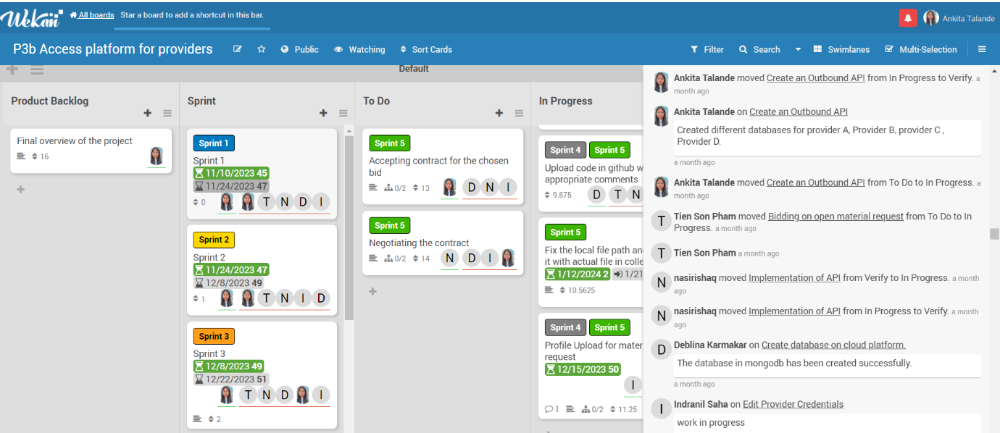 Wekan
All boards
Star a board to add a shortcut in this bar.
Ankita Talande
P3b Access platform for providers
Public
Watching
Sort Cards
Filter
Search
Swimlanes
Multi-Selection
Default
Product Backlog
Final overview of the project
16
Sprint
Sprint 1
Sprint 1
11/10/2023 45
11/24/2023 47
0
T N D I
Sprint 2
Sprint 2
11/24/2023 47
12/8/2023 49
1
T N I D
Sprint 3
Sprint 3
12/8/2023 49
12/22/2023 51
T N D I
2
To Do
Sprint 5
Accepting contract for the chosen
bid
0/2 13
D N I
Sprint 5
Negotiating the contract
0/2 14
N D I
In Progress
Sprint 4 Sprint 5
Upload code in github w
appropriate comments
9.875
D T N
Sprint 5
Fix the local file path an
it with actual file in colle
1/12/2024 2 1/21
10.5625
Sprint 4 Sprint 5
Profile Upload for mater
request
12/15/2023 50
I
1 0/2 11.25
Ankita Talande moved Create an Outbound API from In Progress to Verify. a
month ago
Ankita Talande on Create an Outbound API
Created different databases for provider A, Provider B, provider C ,
Provider D.
a month ago
Ankita Talande moved Create an Outbound API from To Do to In Progress. a
month ago
T
Tien Son Pham moved Bidding on open material request from To Do to In
Progress. a month ago
T
Tien Son Pham a month ago
N
nasirishaq moved Implementation of API from Verify to In Progress. a month
ago
N
nasirishaq moved Implementation of API from In Progress to Verify. a month
ago
D
Deblina Karmakar on Create database on cloud platform.
The database in mongodb has been created successfully.
a month ago
I
Indranil Saha on Edit Provider Credentials
work in progress